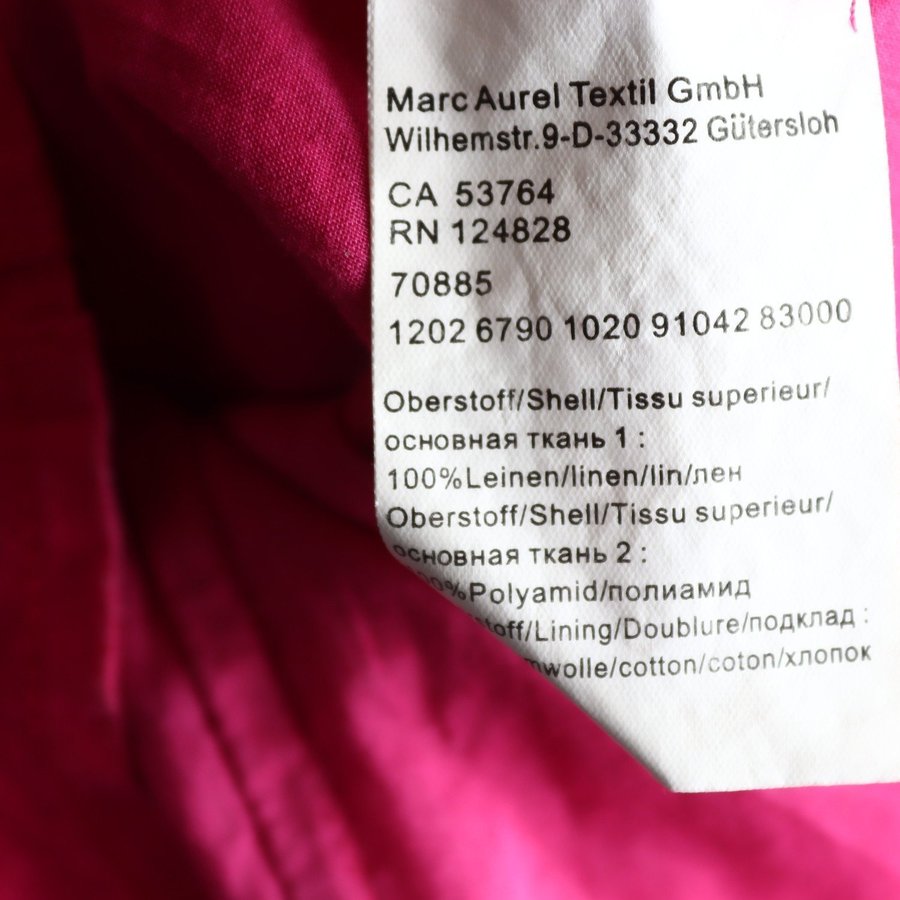 Marc Aurel Textil GmbH
Wilhemstr.9-D-33332 Gütersloh
CA 53764
RN 124828
70885
1202 6790 1020 91042 83000
Oberstoff/Shell/Tissu superieur/
основная ткань 1 :
100%Leinen/linen/lin/лен
Oberstoff/Shell/Tissu superieur/
основная ткань 2 :
Polyamid/полиамид
/Lining/Doublure/подклад :
/cotton/coton/хлопок